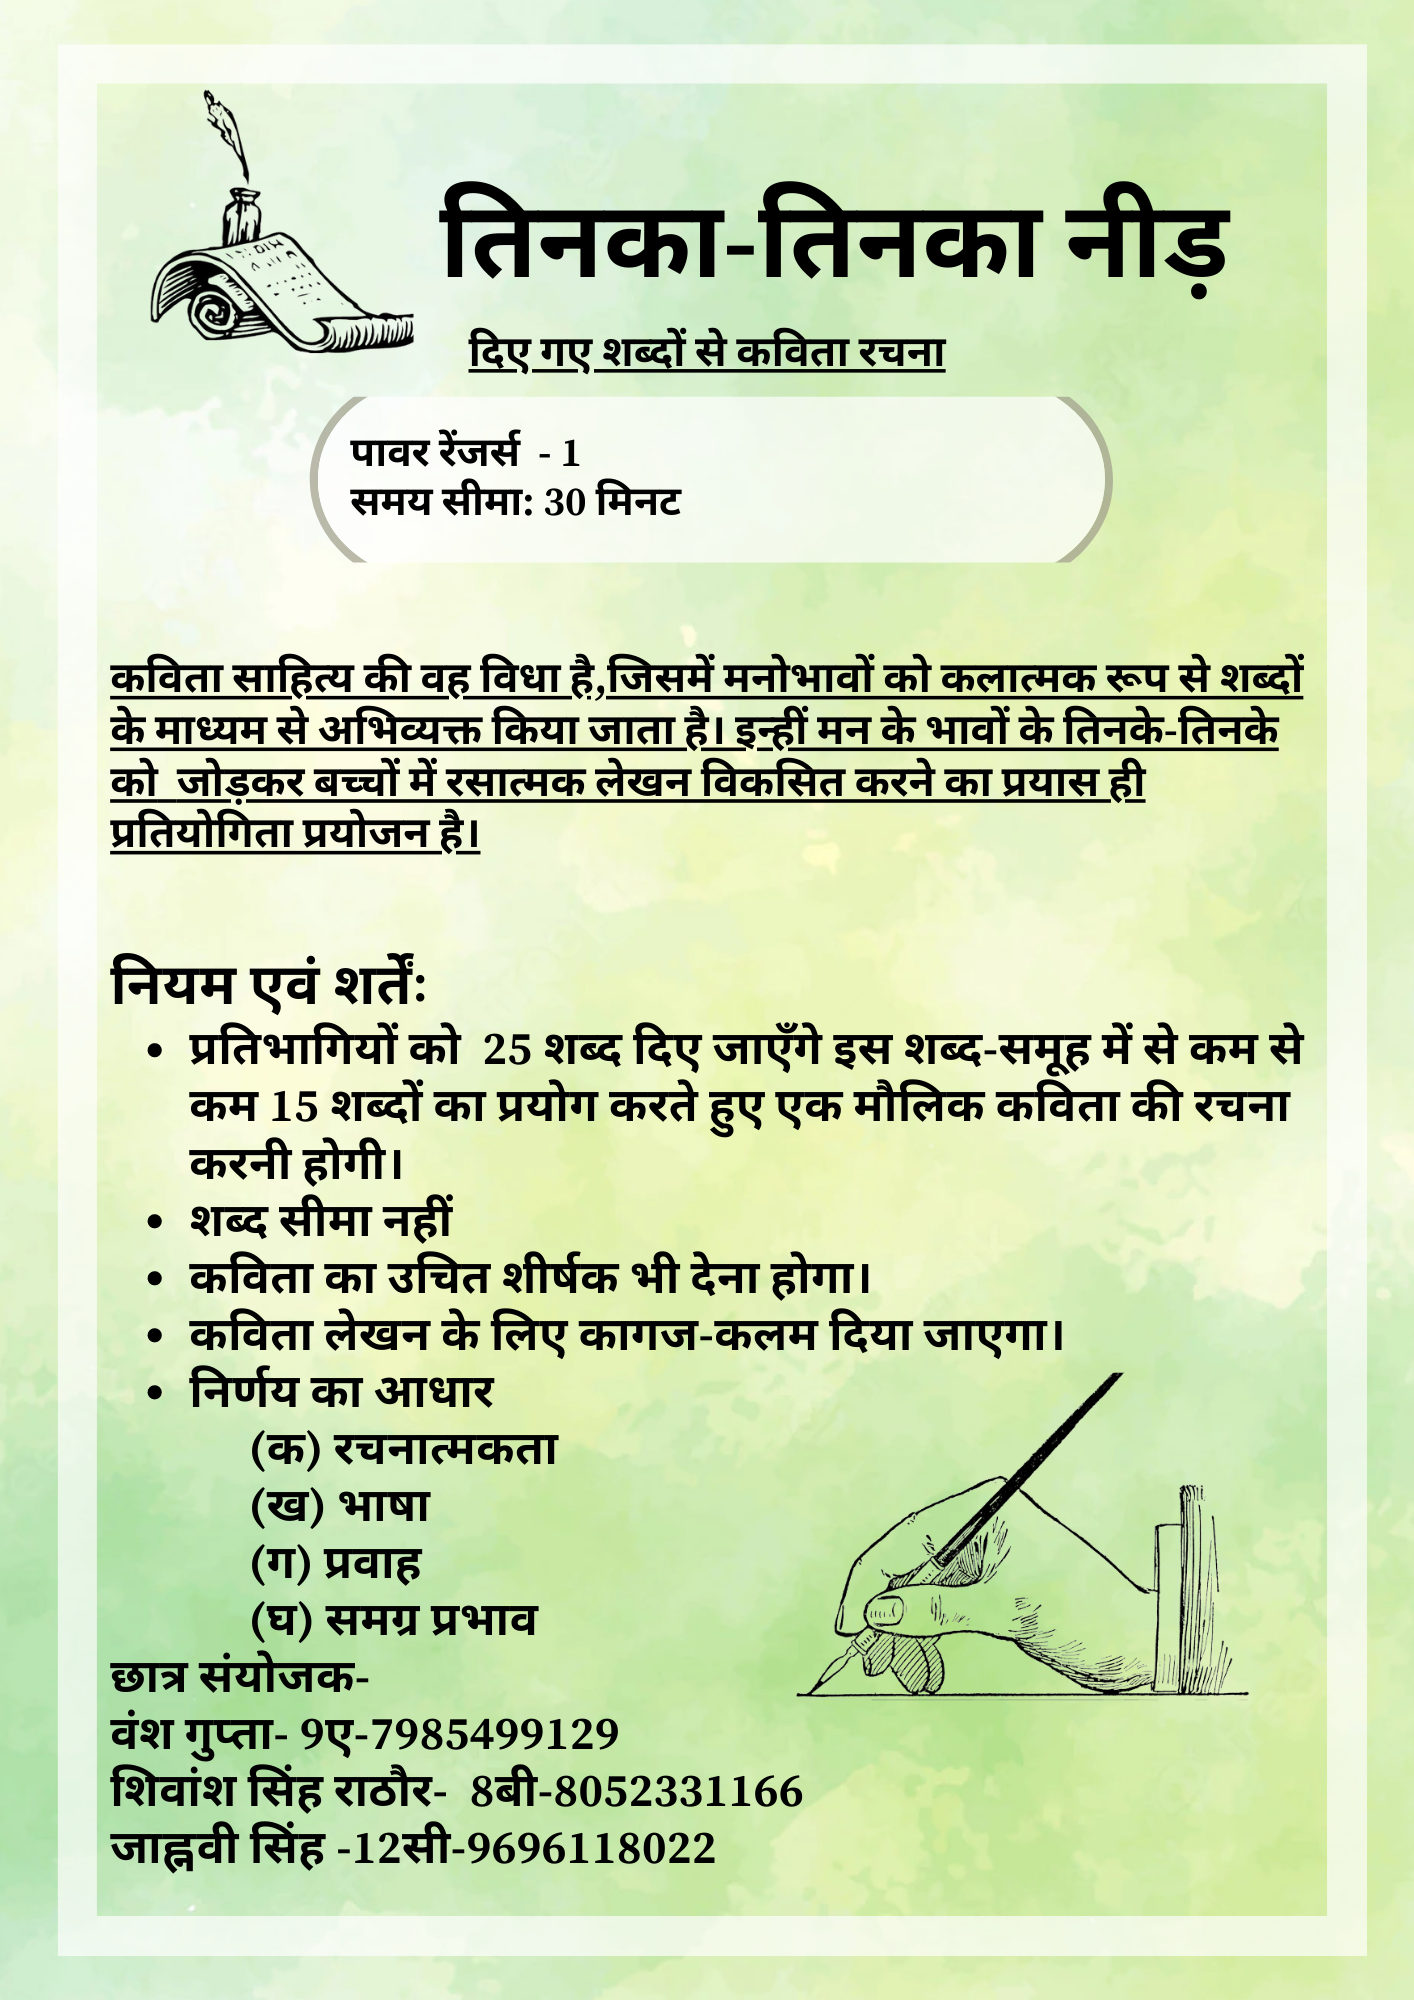 तिनका-तिनका नीड़
दिए गए शब्दों से कविता रचना
पावर रेंजर्स - 1
समय सीमा: 30 मिनट
कविता साहित्य की वह विधा है,जिसमें मनोभावों को कलात्मक रूप से शब्दों
के माध्यम से अभिव्यक्त किया जाता है। इन्हीं मन के भावों के तिनके-तिनके
को जोड़कर बच्चों में रसात्मक लेखन विकसित करने का प्रयास ही
प्रतियोगिता प्रयोजन है।
नियम एवं शर्तेंः
• प्रतिभागियों को 25 शब्द दिए जाएँगे इस शब्द-समूह में से कम से
कम 15 शब्दों का प्रयोग करते हुए एक मौलिक कविता की रचना
करनी होगी।
• शब्द सीमा नहीं
• कविता का उचित शीर्षक भी देना होगा।
• कविता लेखन के लिए कागज-कलम दिया जाएगा।
• निर्णय का आधार
(क) रचनात्मकता
(ख) भाषा
(ग) प्रवाह
(घ) समग्र प्रभाव
छात्र संयोजक-
वंश गुप्ता- 9ए-7985499129
शिवांश सिंह राठौर- 8बी-8052331166
जाह्नवी सिंह -12सी-9696118022